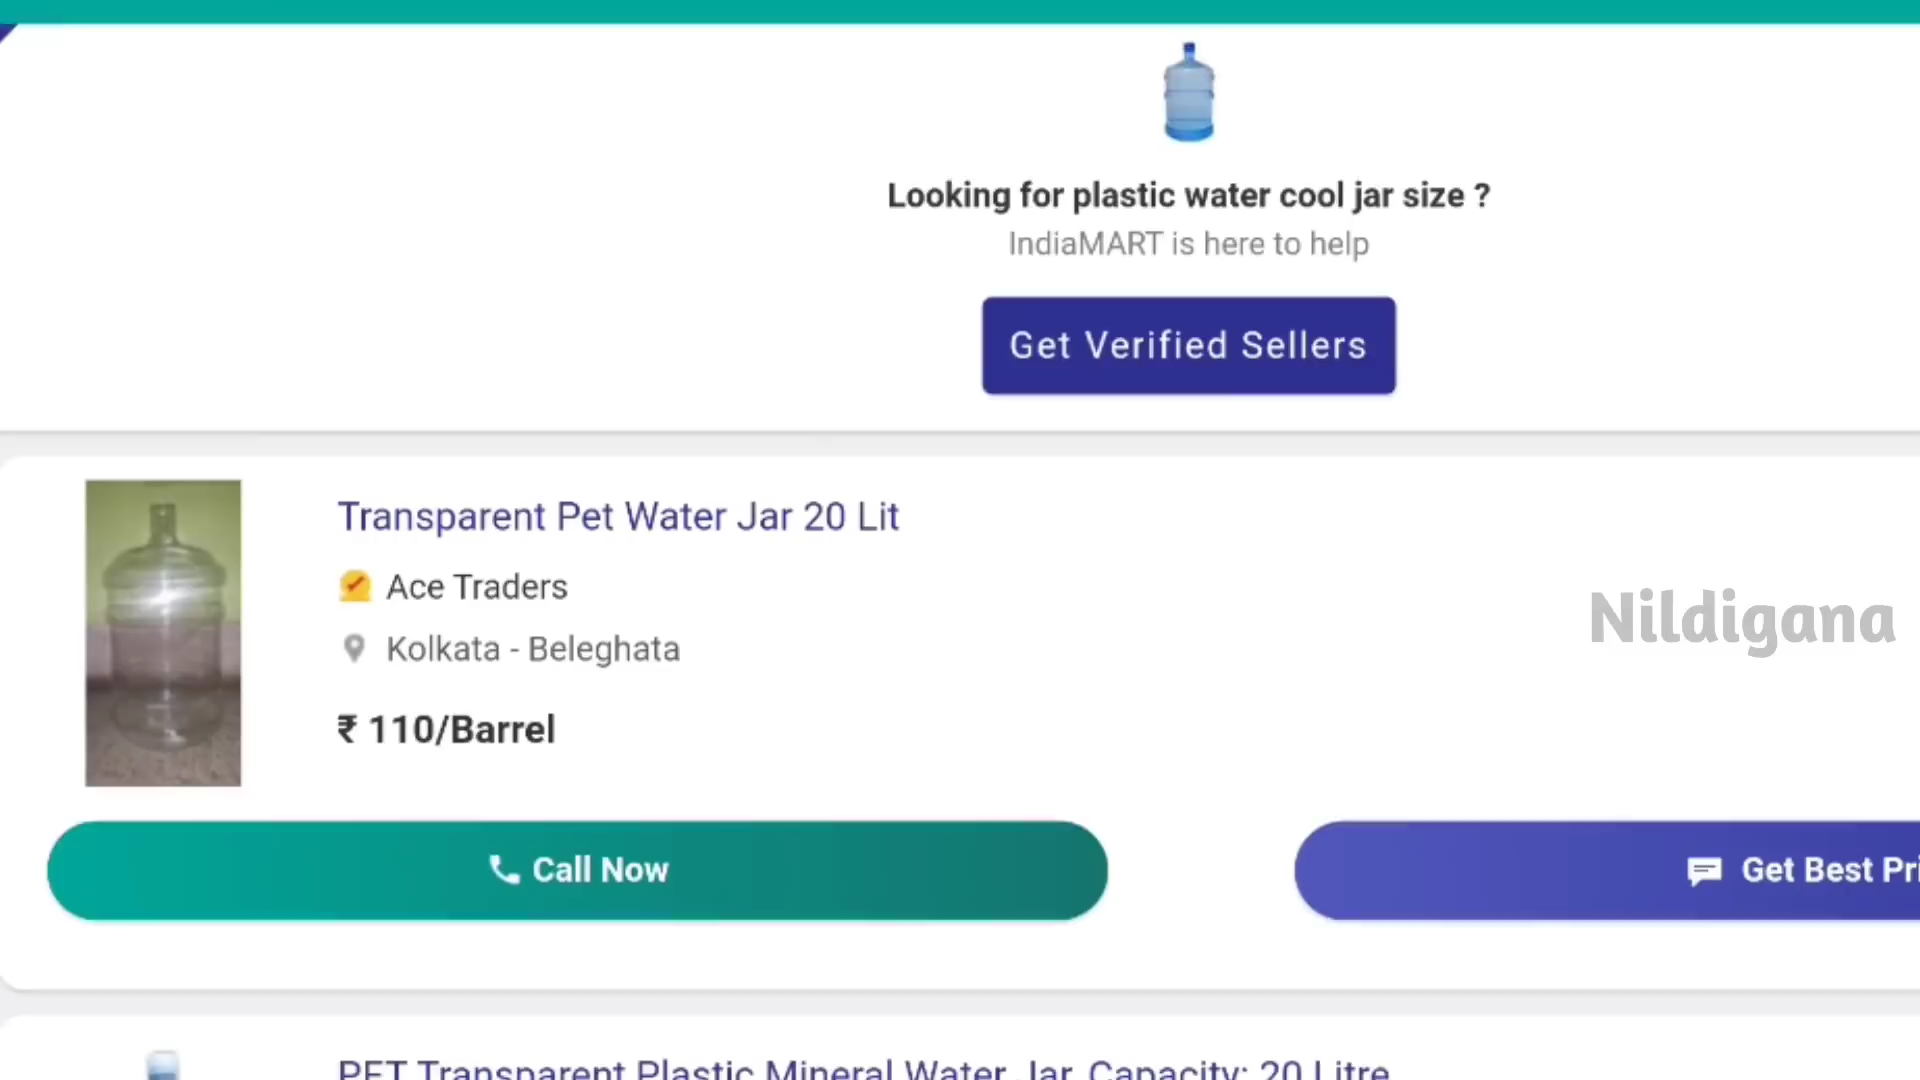 Looking for plastic water cool jar size ?
IndiaMART is here to help
Get Verified Sellers
Transparent Pet Water Jar 20 Lit
Ace Traders
Kolkata - Beleghata
₹ 110/Barrel
Nildigana
Call Now
Get Best Pri
PET Transparent Plastic Mineral Water Jar, Capacity: 20 Litre